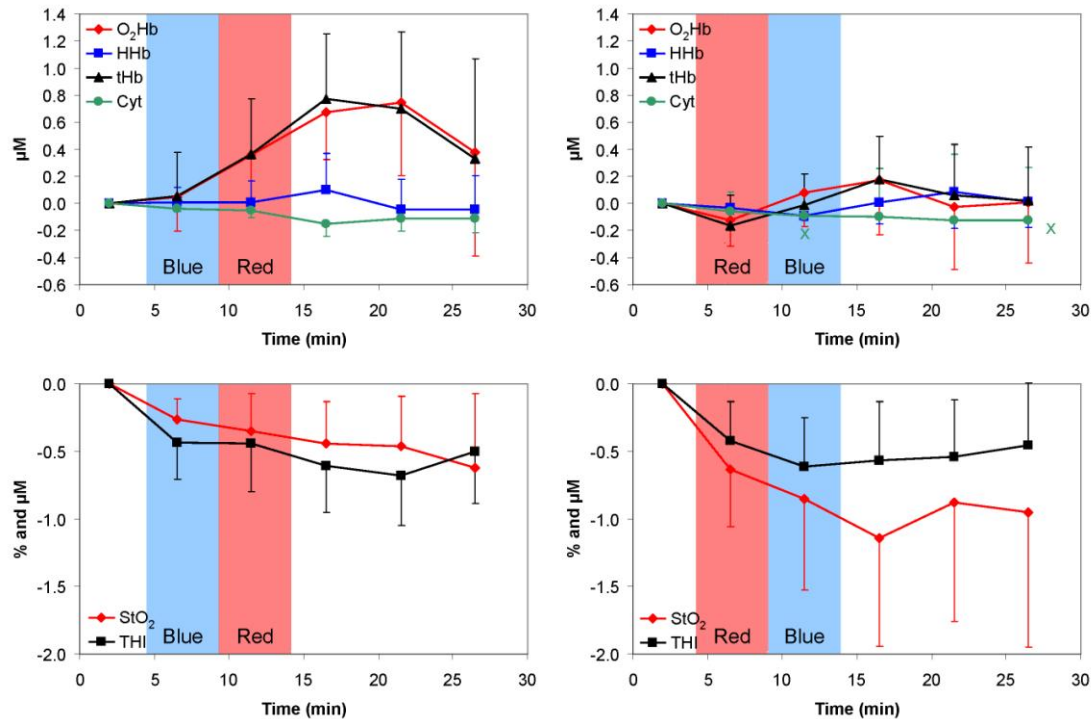 1.4
1.2
1.0
0.8
0.6
0.4
0.2
0.0
-0.2
-0.4
-0.6
µM
O₂Hb
HHb
tHb
Cyt
Blue
Red
0 5 10 15 20 25 30
Time (min)
1.4
1.2
1.0
0.8
0.6
0.4
0.2
0.0
-0.2
-0.4
-0.6
µM
O₂Hb
HHb
tHb
Cyt
x
x
Red
Blue
0 5 10 15 20 25 30
Time (min)
0.0
-0.5
-1.0
-1.5
-2.0
% and µM
StO₂
THI
Blue
Red
0 5 10 15 20 25 30
Time (min)
0.0
-0.5
-1.0
-1.5
-2.0
% and µM
StO₂
THI
Red
Blue
0 5 10 15 20 25 30
Time (min)